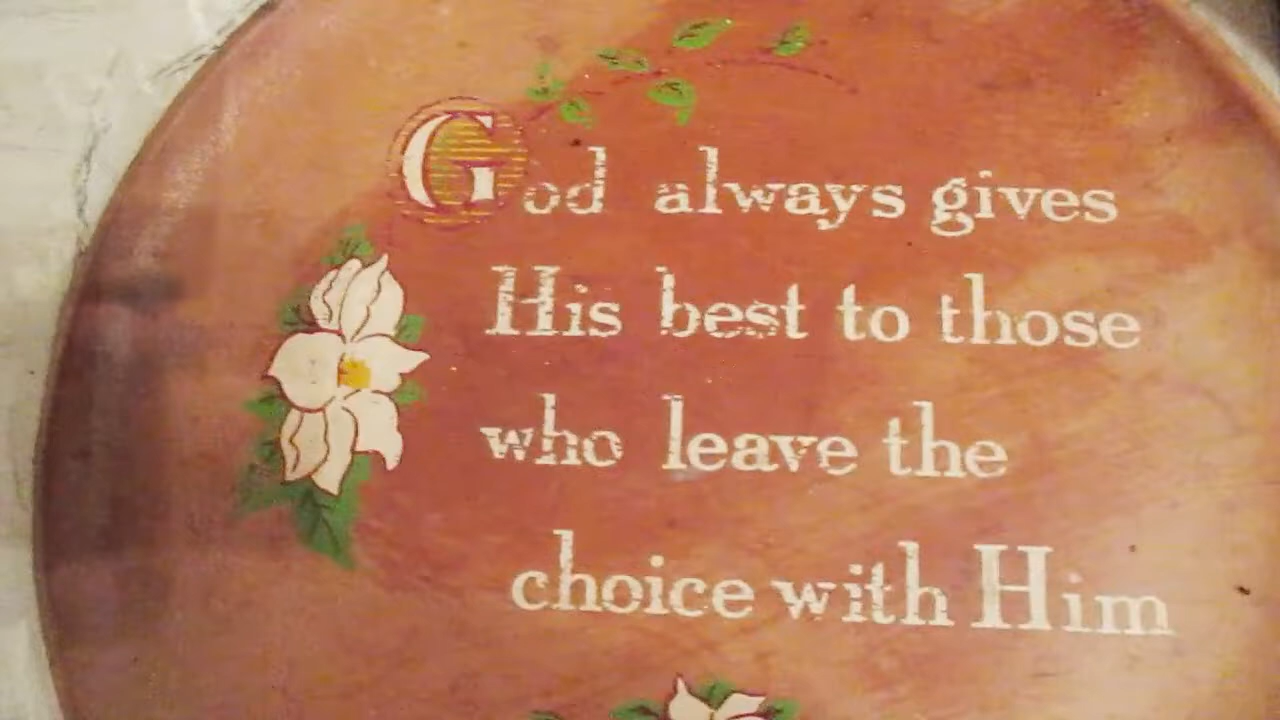 God always gives
His best to those
who leave the
choice with Him